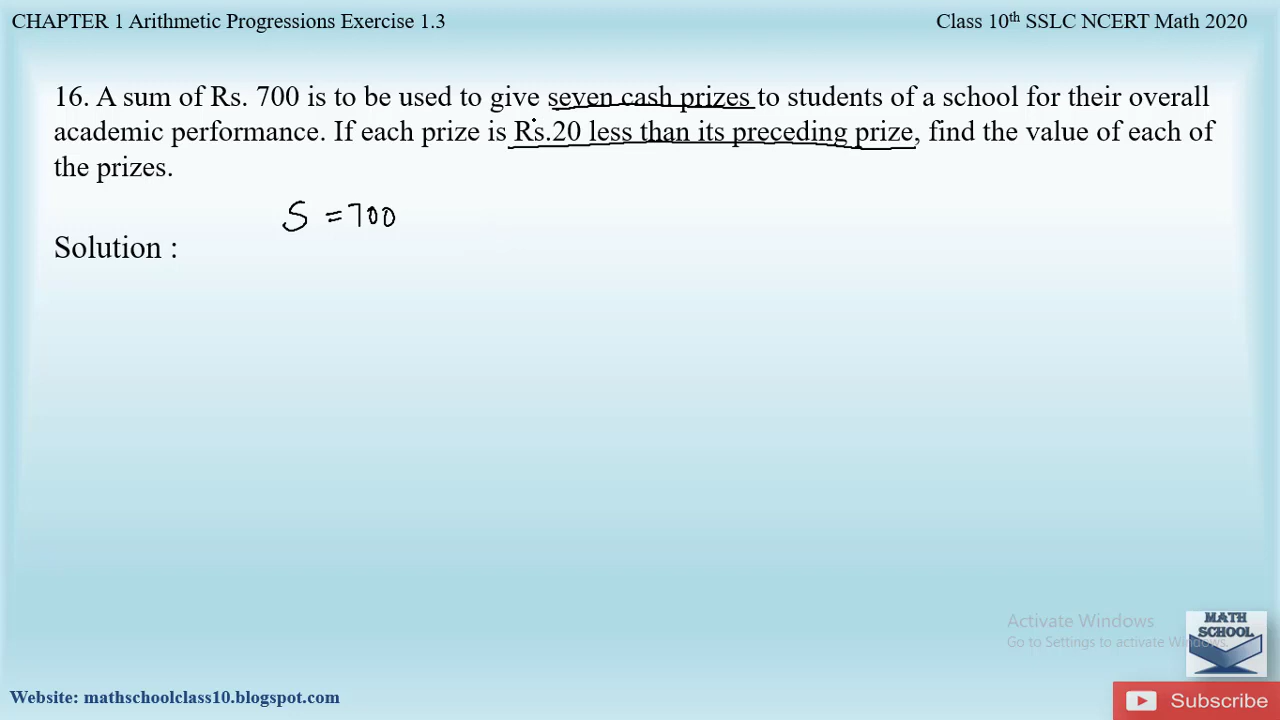 CHAPTER 1 Arithmetic Progressions Exercise 1.3
Class 10th SSLC NCERT Math 2020
16. A sum of Rs. 700 is to be used to give seven cash prizes to students of a school for their overall
academic performance. If each prize is Rs.20 less than its preceding prize, find the value of each of
the prizes.
S = 700
Solution :
Activate Windows
Go to Settings to activate Windows.
MATH
SCHOOL
Website: mathschoolclass10.blogspot.com
Subscribe